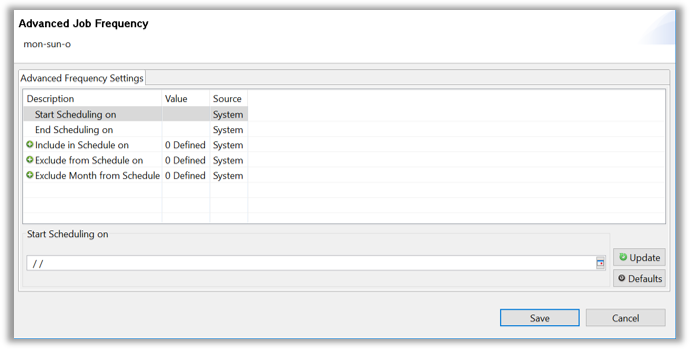 Advanced Job Frequency
mon-sun-o
Advanced Frequency Settings
Description Value Source
Start Scheduling on System
End Scheduling on System
Include in Schedule on 0 Defined System
Exclude from Schedule on 0 Defined System
Exclude Month from Schedule 0 Defined System
Start Scheduling on
/ /
Update
Defaults
Save Cancel